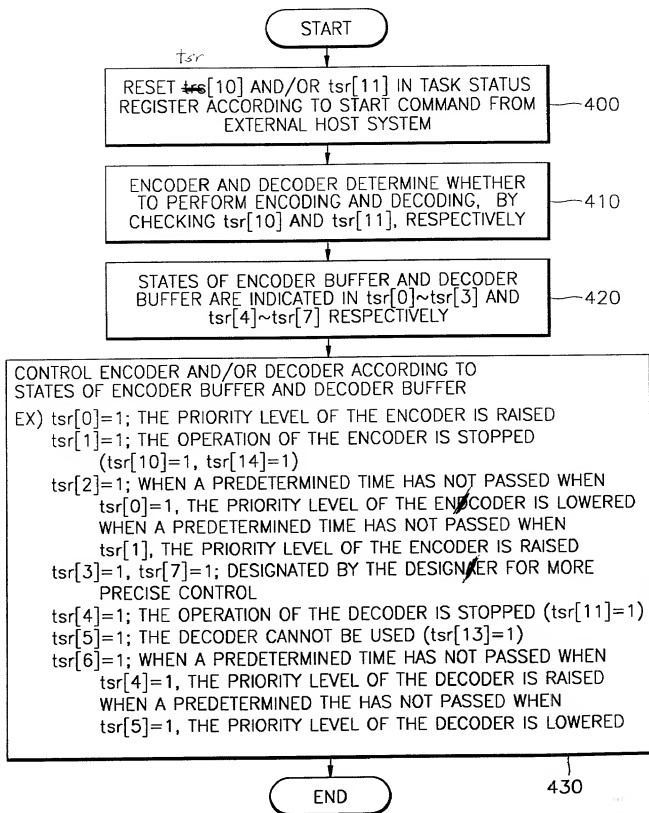 START
tsr
RESET trs[10] AND/OR tsr[11] IN TASK STATUS
REGISTER ACCORDING TO START COMMAND FROM
EXTERNAL HOST SYSTEM
400
ENCODER AND DECODER DETERMINE WHETHER
TO PERFORM ENCODING AND DECODING, BY
CHECKING tsr[10] AND tsr[11], RESPECTIVELY
410
STATES OF ENCODER BUFFER AND DECODER
BUFFER ARE INDICATED IN tsr[0]~tsr[3] AND
tsr[4]~tsr[7] RESPECTIVELY
420
CONTROL ENCODER AND/OR DECODER ACCORDING TO
STATES OF ENCODER BUFFER AND DECODER BUFFER
EX) tsr[0]=1; THE PRIORITY LEVEL OF THE ENCODER IS RAISED
tsr[1]=1; THE OPERATION OF THE ENCODER IS STOPPED
(tsr[10]=1, tsr[14]=1)
tsr[2]=1; WHEN A PREDETERMINED TIME HAS NOT PASSED WHEN
tsr[0]=1, THE PRIORITY LEVEL OF THE ENDCODER IS LOWERED
WHEN A PREDETERMINED TIME HAS NOT PASSED WHEN
tsr[1], THE PRIORITY LEVEL OF THE ENCODER IS RAISED
tsr[3]=1, tsr[7]=1; DESIGNATED BY THE DESIGNER FOR MORE
PRECISE CONTROL
tsr[4]=1; THE OPERATION OF THE DECODER IS STOPPED (tsr[11]=1)
tsr[5]=1; THE DECODER CANNOT BE USED (tsr[13]=1)
tsr[6]=1; WHEN A PREDETERMINED TIME HAS NOT PASSED WHEN
tsr[4]=1, THE PRIORITY LEVEL OF THE DECODER IS RAISED
WHEN A PREDETERMINED THE HAS NOT PASSED WHEN
tsr[5]=1, THE PRIORITY LEVEL OF THE DECODER IS LOWERED
430
END